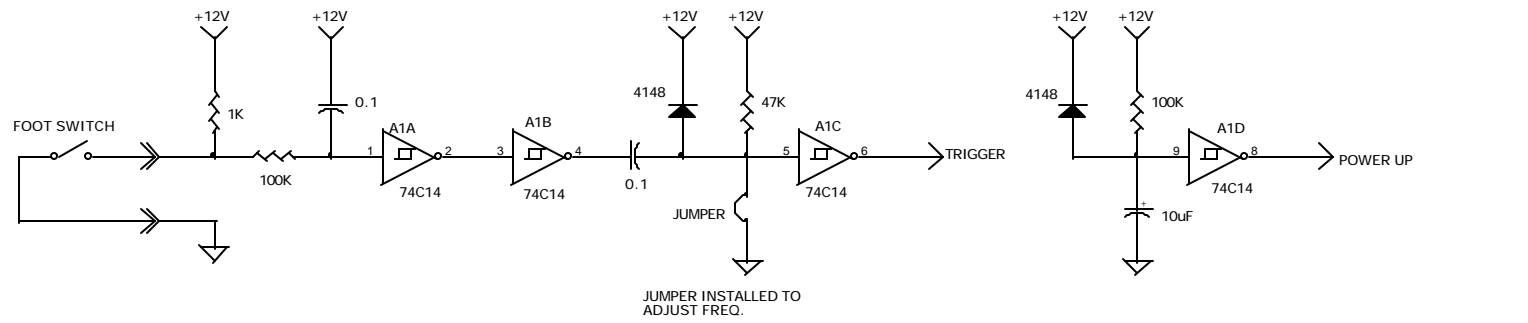 +12V
+12V
+12V
+12V
+12V
+12V
0.1
4148
4148
1K
47K
100K
FOOT SWITCH
A1A
A1B
A1C
A1D
1
2
3
4
5
6
TRIGGER
9
8
POWER UP
100K
0.1
74C14
74C14
74C14
74C14
JUMPER
+
10uF
JUMPER INSTALLED TO
ADJUST FREQ.